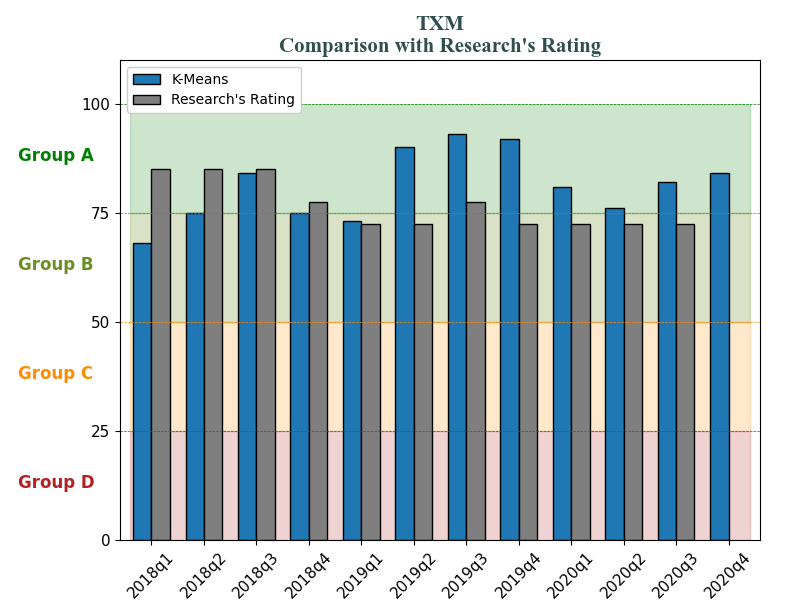 TXM
Comparison with Research's Rating
K-Means
Research's Rating
100
Group A
75
Group B
50
Group C
25
Group D
0
2018q1
2018q2
2018q3
2018q4
2019q1
2019q2
2019q3
2019q4
2020q1
2020q2
2020q3
2020q4